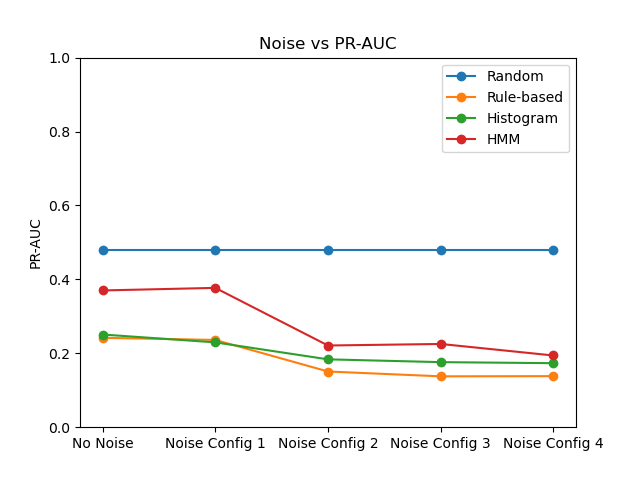 Noise vs PR-AUC
1.0
0.8
0.6
0.4
0.2
0.0
PR-AUC
Random
Rule-based
Histogram
HMM
No Noise
Noise Config 1
Noise Config 2
Noise Config 3
Noise Config 4